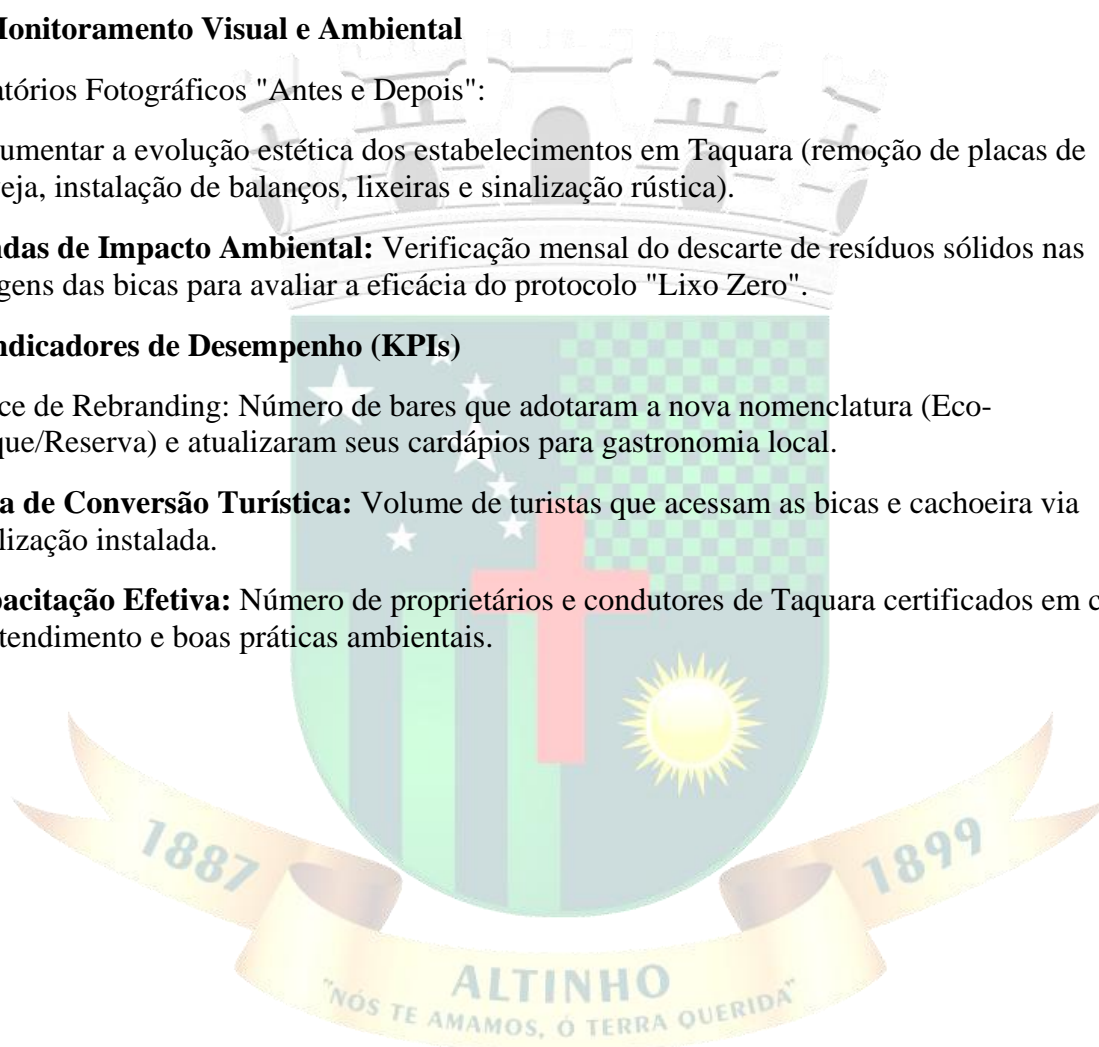 Monitoramento Visual e Ambiental
atórios Fotográficos "Antes e Depois":
umentar a evolução estética dos estabelecimentos em Taquara (remoção de placas de
eja, instalação de balanços, lixeiras e sinalização rústica).
ndas de Impacto Ambiental: Verificação mensal do descarte de resíduos sólidos nas
gens das bicas para avaliar a eficácia do protocolo "Lixo Zero".
ndicadores de Desempenho (KPIs)
ce de Rebranding: Número de bares que adotaram a nova nomenclatura (Eco-
que/Reserva) e atualizaram seus cardápios para gastronomia local.
a de Conversão Turística: Volume de turistas que acessam as bicas e cachoeira via
lização instalada.
pacitação Efetiva: Número de proprietários e condutores de Taquara certificados em c
tendimento e boas práticas ambientais.
1887
1899
ALTINHO
"NÓS TE AMAMOS, Ó TERRA QUERIDA"